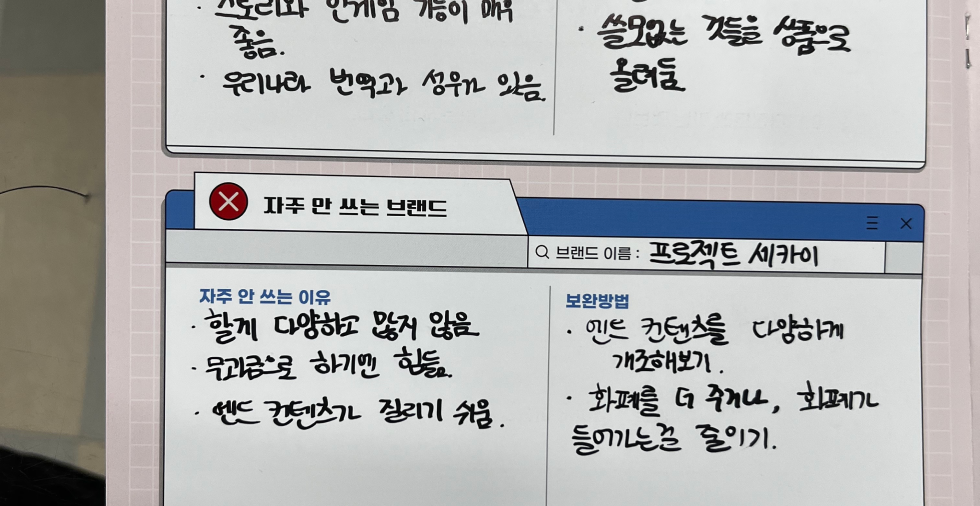 · 스토리와 인게임 기능이 매우
좋음.
· 우리나라 번역과 성우가 있음.
· 쓸모없는 것들을 상품으로
올려둠
자주 안 쓰는 브랜드
브랜드 이름 : 프로젝트 세카이
자주 안 쓰는 이유
· 할게 다양하고 많지 않음
· 무과금으로 하기엔 힘듦.
· 엔드 컨텐츠가 질리기 쉬움.
보완방법
· 엔드 컨텐츠를 다양하게
개조해보기.
· 화폐를 더 주거나, 화폐가
들어가는걸 줄이기.